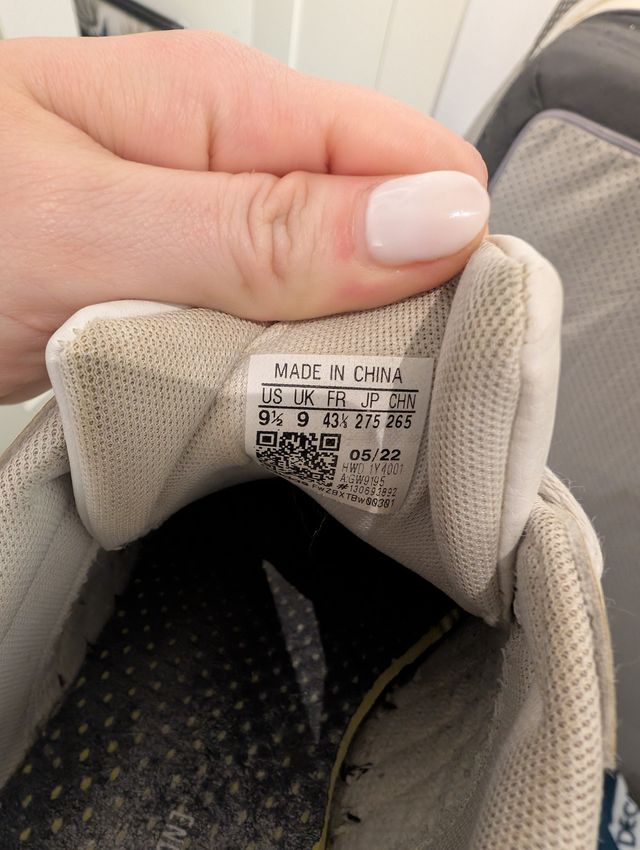 MADE IN CHINA
US UK FR JP CHN
9½ 9 43⅓ 275 265
05/22
HWD 1Y4001
A:GW9195
#130693892